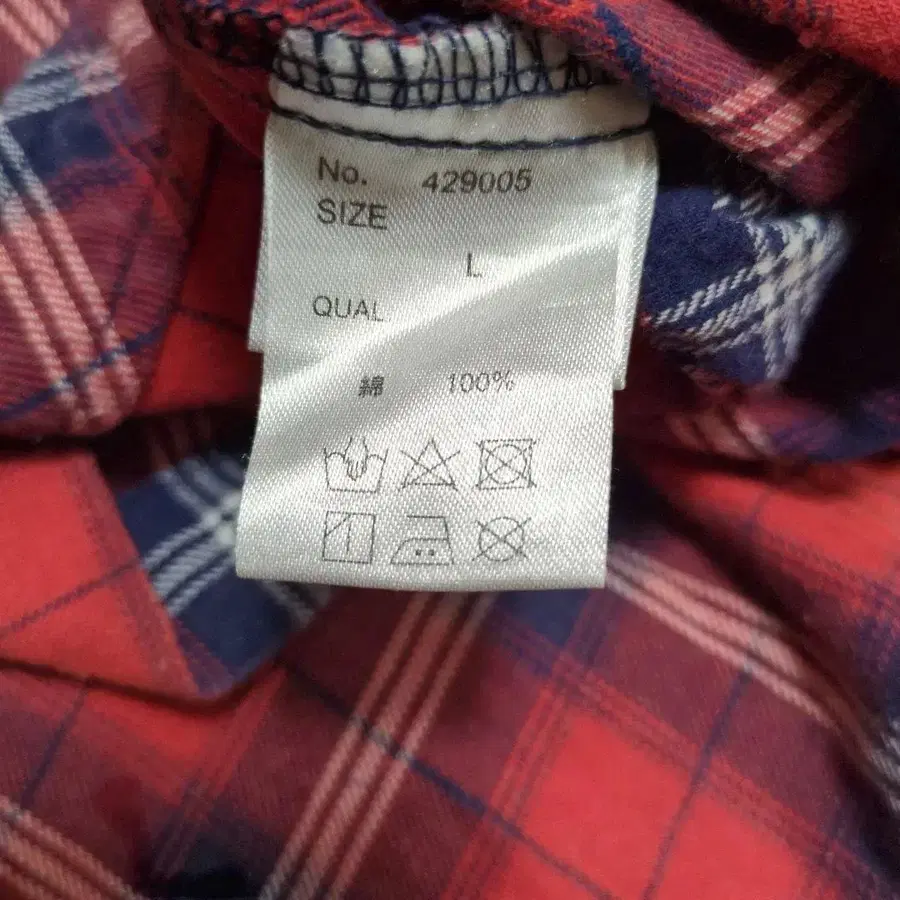 No. 429005
SIZE
L
QUAL
綿 100%